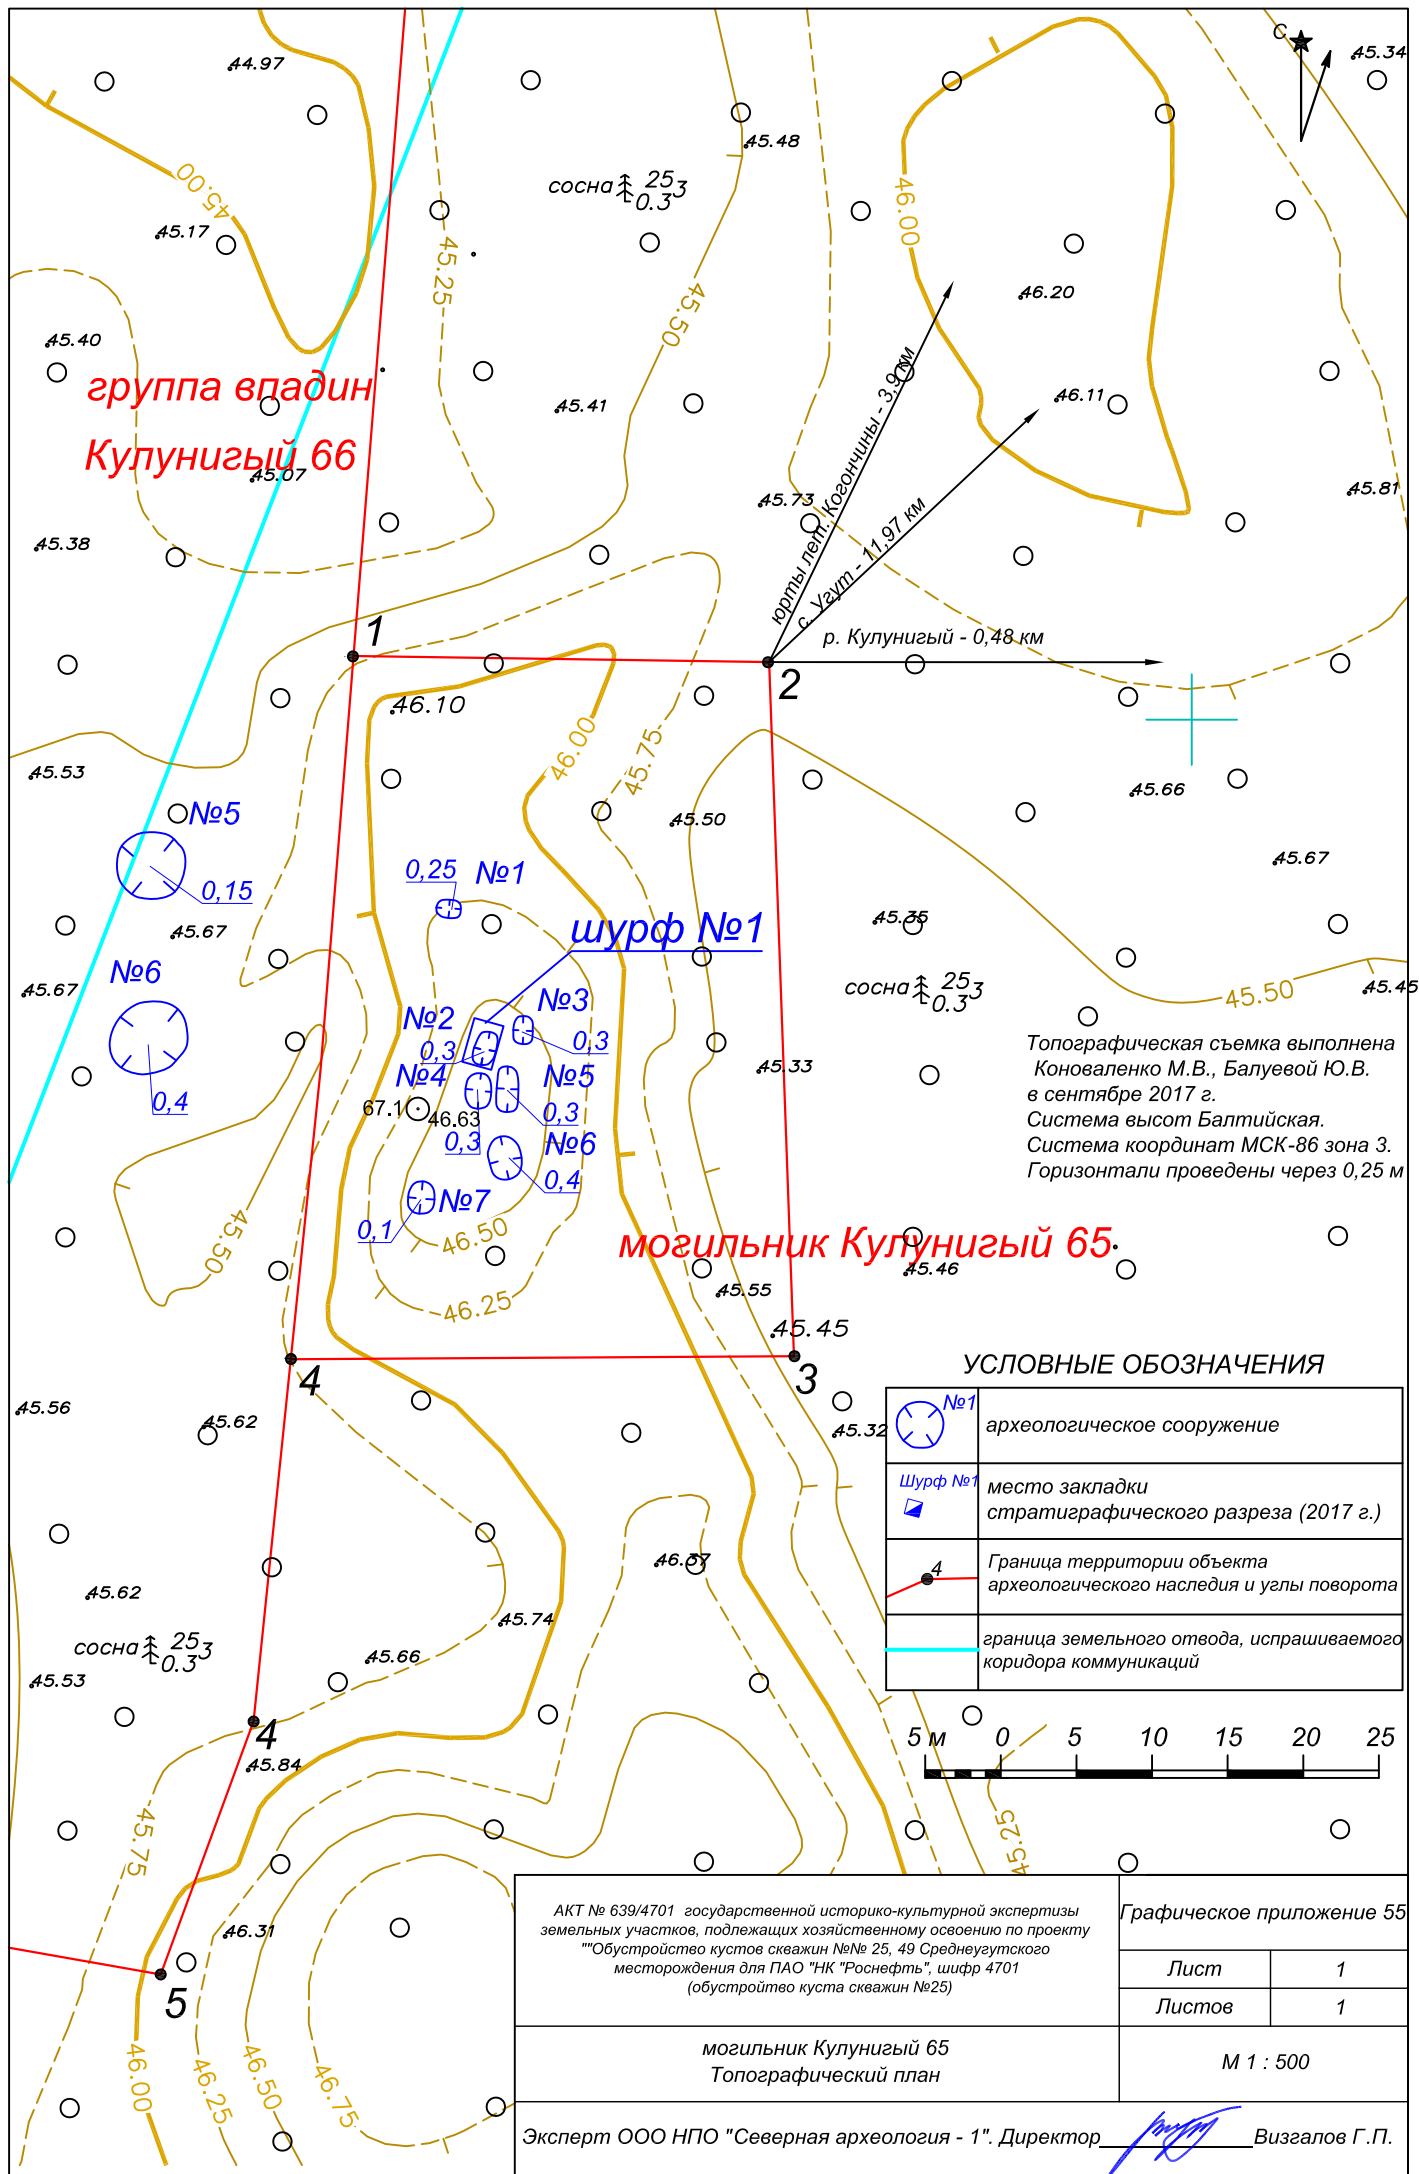 С
45.34
44.97
45.48
сосна 25 3
0.3
45.00
45.17
46.00
45.25
46.20
45.50
45.40
46.11
группа впадин
45.41
Кулунигый 66
45.07
45.81
45.73
45.38
юрты лет. Когончины - 3,9 км
с. Угут - 11,97 км
р. Кулунигый - 0,48 км
1
2
46.10
46.00
45.75
45.53
45.66
№5
45.50
45.67
0,25
№1
0,15
45.35
шурф №1
45.67
№6
сосна 25 3
0.3
45.67
45.50
45.45
№3
№2
0,3
0,3
№4
№5
45.33
0,4
67.1
46.63
0,3
0,3
№6
0,4
№7
0,1
46.50
45.50
46.25
Топографическая съемка выполнена
Коноваленко М.В., Балуевой Ю.В.
в сентябре 2017 г.
Система высот Балтийская.
Система координат МСК-86 зона 3.
Горизонтали проведены через 0,25 м
могильник Кулунигый 65
45.46
45.55
45.45
4
3
УСЛОВНЫЕ ОБОЗНАЧЕНИЯ
№1
археологическое сооружение
Шурф №1
место закладки
стратиграфического разреза (2017 г.)
4
Граница территории объекта
археологического наследия и углы поворота
граница земельного отвода, испрашиваемого
коридора коммуникаций
45.56
45.62
45.32
46.37
45.62
45.74
сосна 25 3
0.3
45.66
45.53
4
45.84
5 м 0 5 10 15 20 25
45.75
45.25
46.31
5
46.00
46.25
46.50
46.75
АКТ № 639/4701 государственной историко-культурной экспертизы
земельных участков, подлежащих хозяйственному освоению по проекту
""Обустройство кустов скважин №№ 25, 49 Среднеугутского
месторождения для ПАО "НК "Роснефть", шифр 4701
(обустройтво куста скважин №25)
Графическое приложение 55
Лист 1
Листов 1
могильник Кулунигый 65
Топографический план
М 1 : 500
Эксперт ООО НПО "Северная археология - 1". Директор Визгалов Г.П.